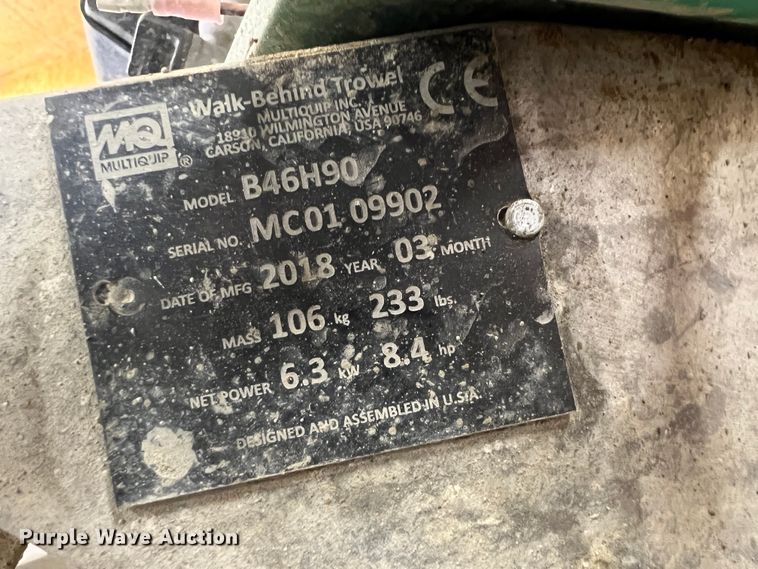 MQ
MULTIQUIP ®
Walk-Behind Trowel
MULTIQUIP INC.
18910 WILMINGTON AVENUE
CARSON, CALIFORNIA, USA 90746
CE
MODEL B46H90
SERIAL NO. MC01 09902
DATE OF MFG 2018 YEAR 03 MONTH
MASS 106 kg 233 lbs.
NET POWER 6.3 kW 8.4 hp
DESIGNED AND ASSEMBLED IN U.S.A.
Purple Wave Auction